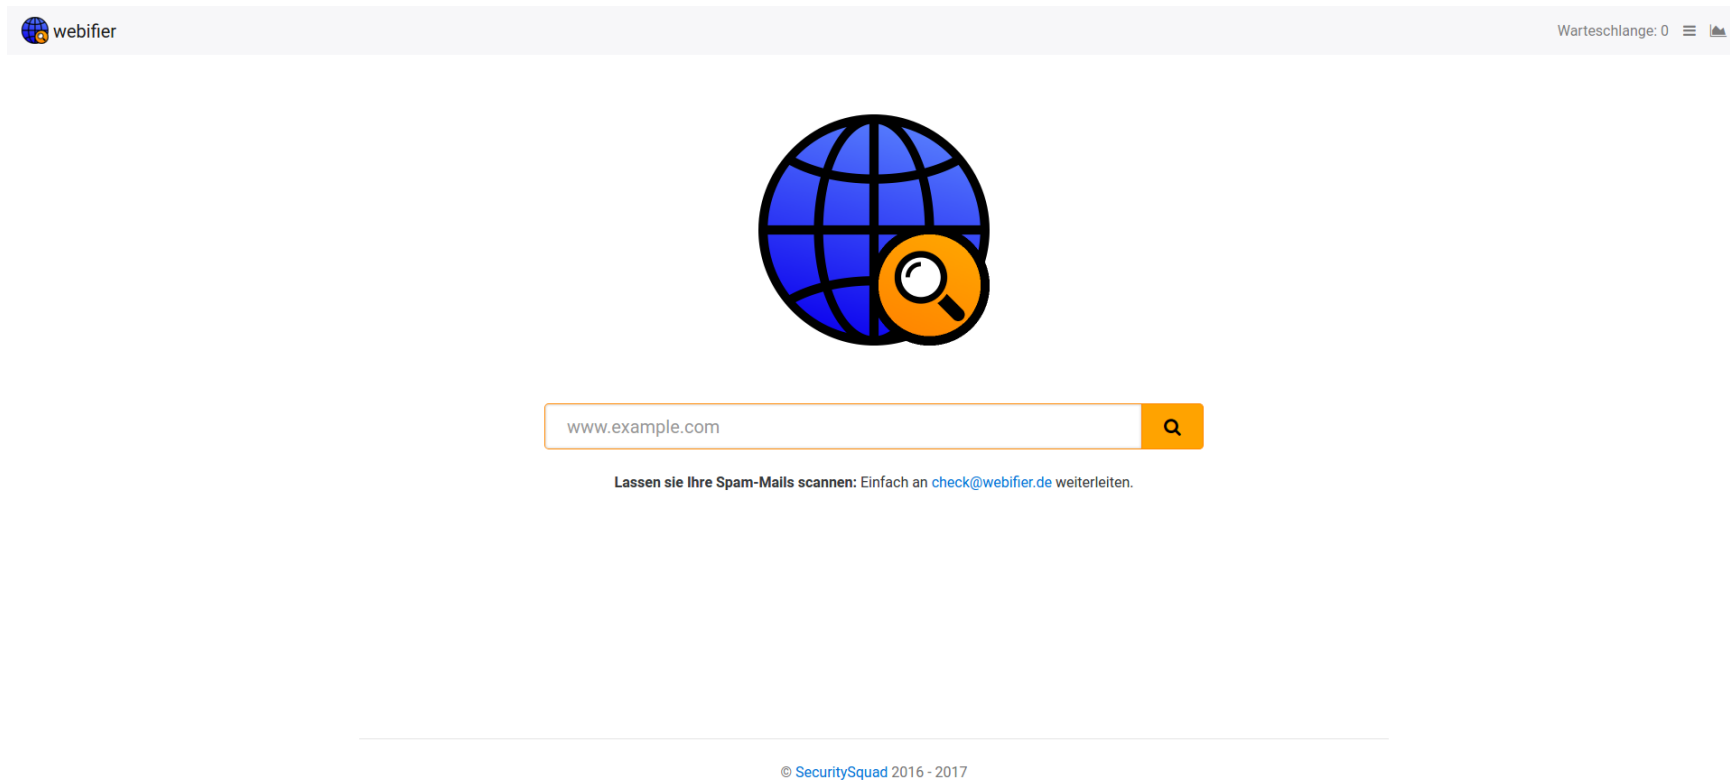 webifier
Warteschlange: 0
www.example.com
Lassen sie Ihre Spam-Mails scannen: Einfach an check@webifier.de weiterleiten.
© SecuritySquad 2016 - 2017